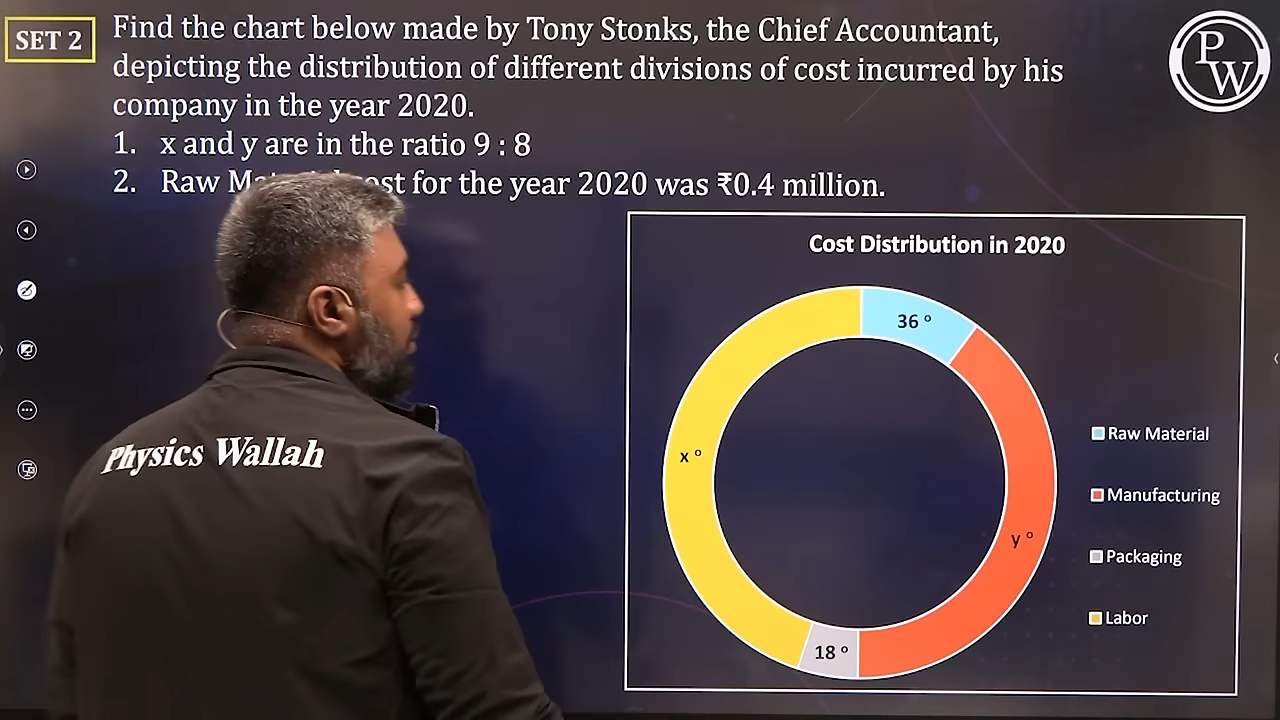 SET 2
Find the chart below made by Tony Stonks, the Chief Accountant,
depicting the distribution of different divisions of cost incurred by his
company in the year 2020.
1. x and y are in the ratio 9 : 8
2. Raw cost for the year 2020 was ₹0.4 million.
PW
Cost Distribution in 2020
36 º
x º
y º
18 º
Raw Material
Manufacturing
Packaging
Labor
Physics Wallah